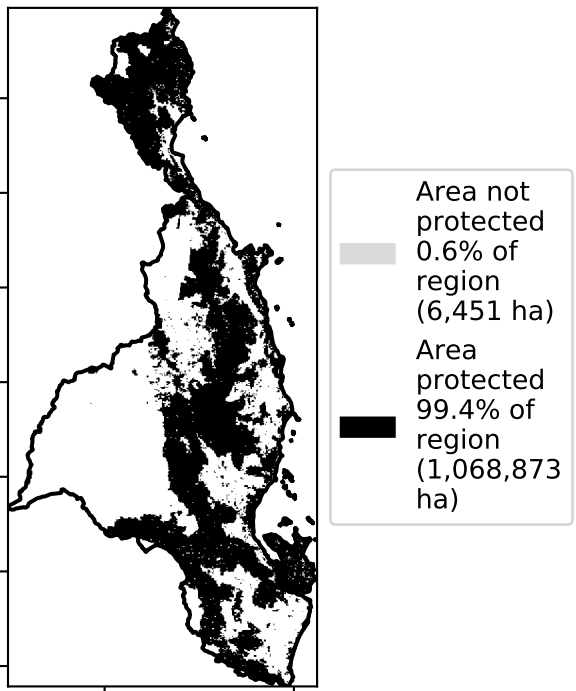 Area not
protected
0.6% of
region
(6,451 ha)
Area
protected
99.4% of
region
(1,068,873
ha)